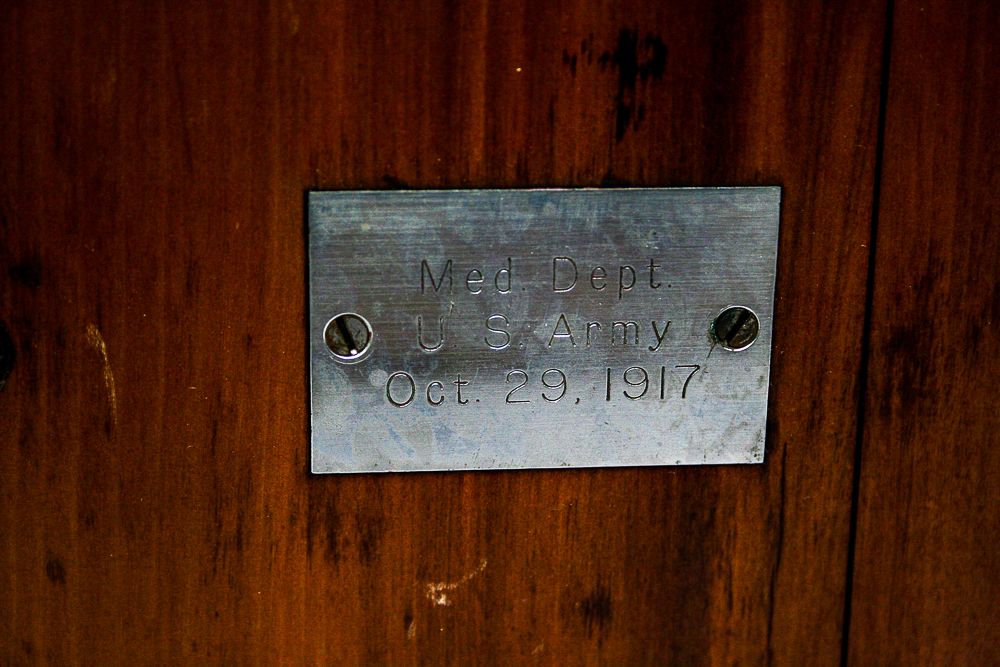 Med. Dept.
U. S. Army
Oct. 29, 1917